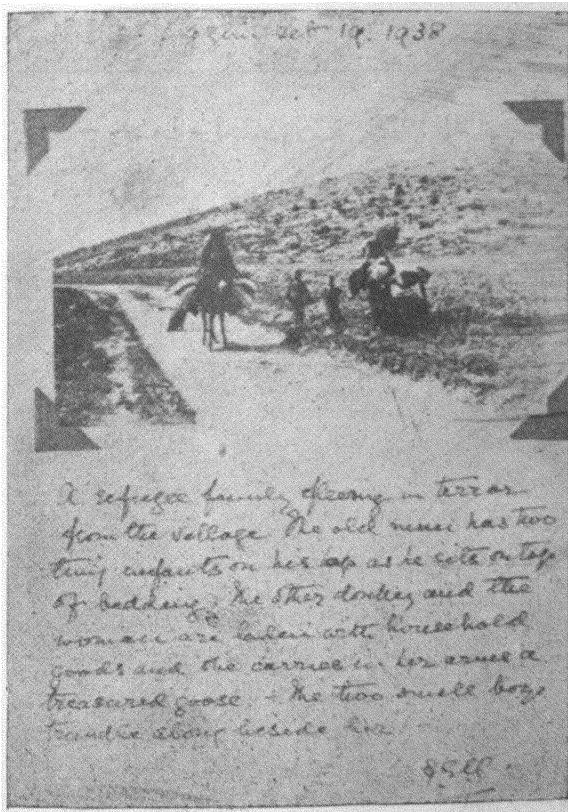 Oct 19. 1938
A refugee family fleeing in terror
from the village. The old man has two
tiny infants on his lap as he sits on top
of bedding. The other donkey and the
woman are laden with household
goods and she carries in her arms a
treasured goose. - The two small boys
trundle along beside her.